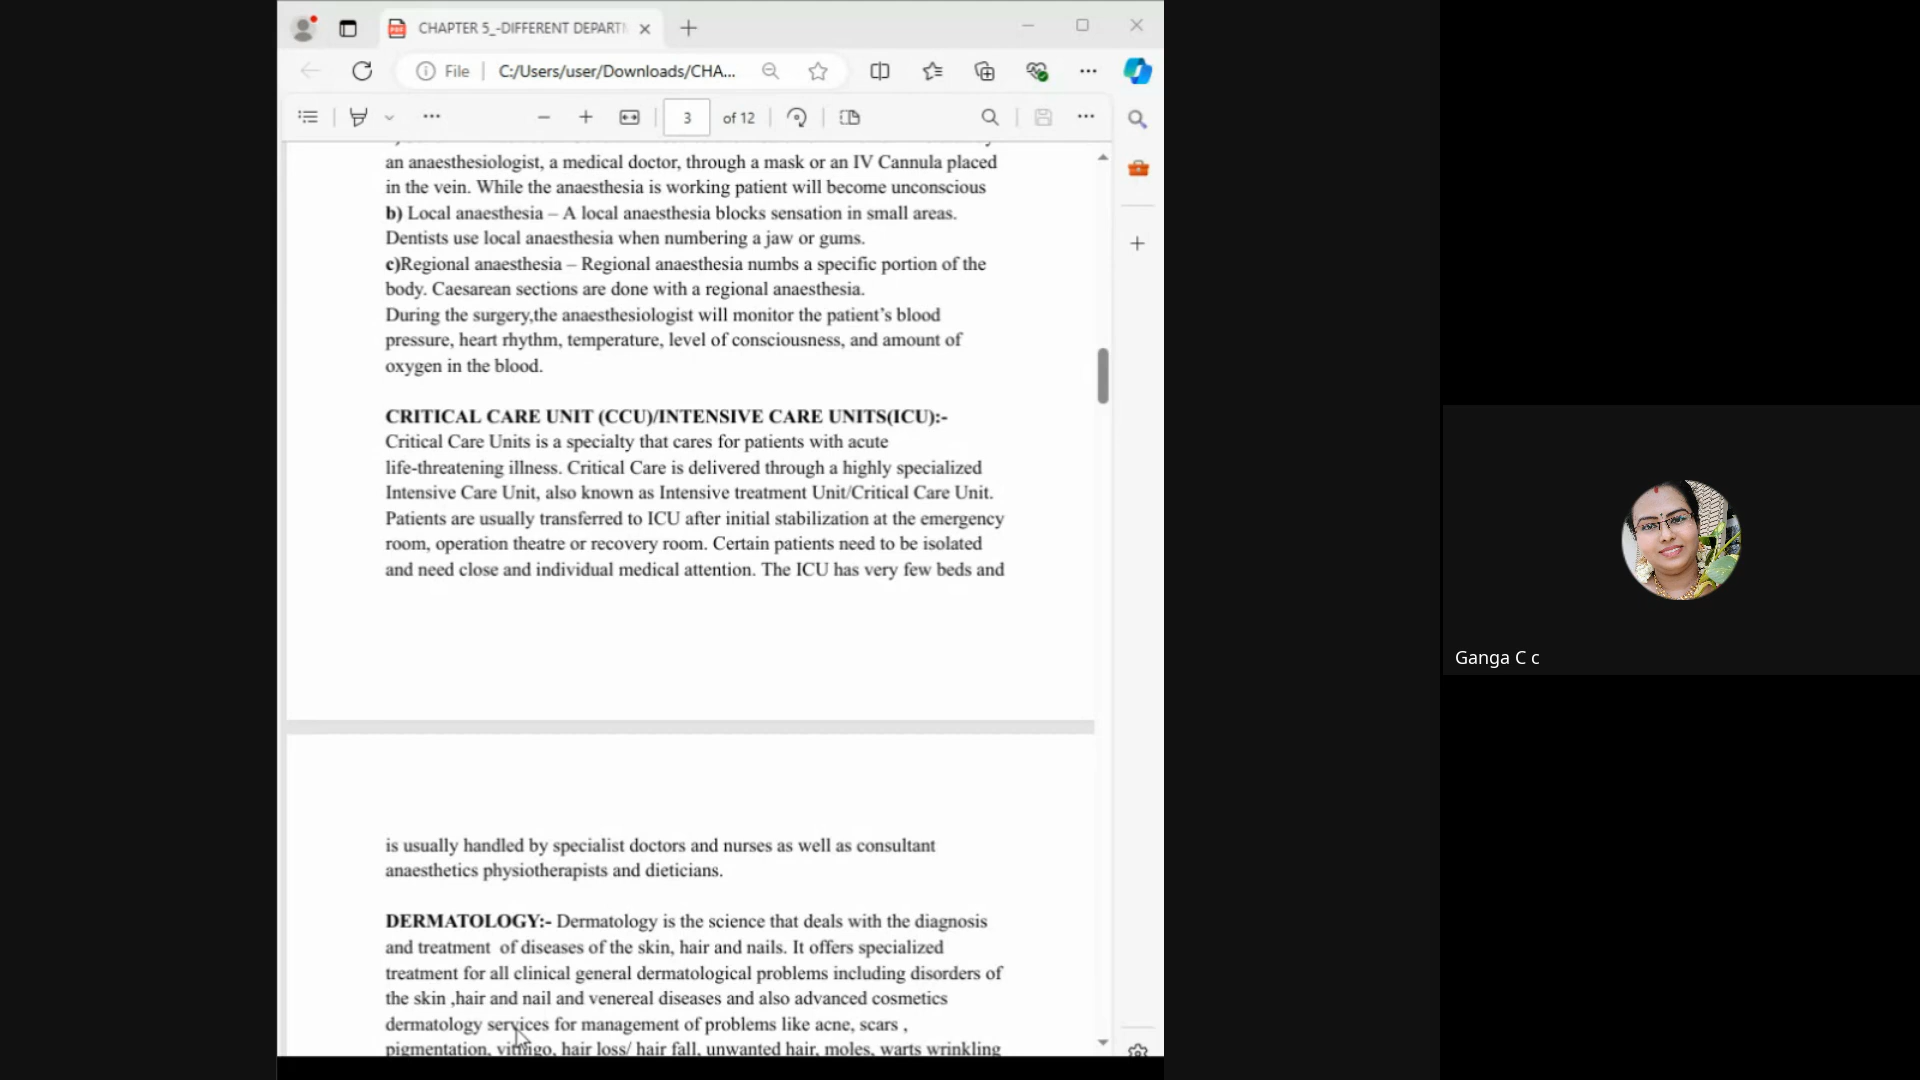 CHAPTER 5_-DIFFERENT DEPARTM
File
C:/Users/user/Downloads/CHA...
3 of 12
an anaesthesiologist, a medical doctor, through a mask or an IV Cannula placed
in the vein. While the anaesthesia is working patient will become unconscious
b) Local anaesthesia – A local anaesthesia blocks sensation in small areas.
Dentists use local anaesthesia when numbering a jaw or gums.
c)Regional anaesthesia – Regional anaesthesia numbs a specific portion of the
body. Caesarean sections are done with a regional anaesthesia.
During the surgery,the anaesthesiologist will monitor the patient’s blood
pressure, heart rhythm, temperature, level of consciousness, and amount of
oxygen in the blood.
CRITICAL CARE UNIT (CCU)/INTENSIVE CARE UNITS(ICU):-
Critical Care Units is a specialty that cares for patients with acute
life-threatening illness. Critical Care is delivered through a highly specialized
Intensive Care Unit, also known as Intensive treatment Unit/Critical Care Unit.
Patients are usually transferred to ICU after initial stabilization at the emergency
room, operation theatre or recovery room. Certain patients need to be isolated
and need close and individual medical attention. The ICU has very few beds and
is usually handled by specialist doctors and nurses as well as consultant
anaesthetics physiotherapists and dieticians.
DERMATOLOGY:- Dermatology is the science that deals with the diagnosis
and treatment of diseases of the skin, hair and nails. It offers specialized
treatment for all clinical general dermatological problems including disorders of
the skin ,hair and nail and venereal diseases and also advanced cosmetics
dermatology services for management of problems like acne, scars ,
pigmentation, vitiligo, hair loss/ hair fall, unwanted hair, moles, warts wrinkling
Ganga C c